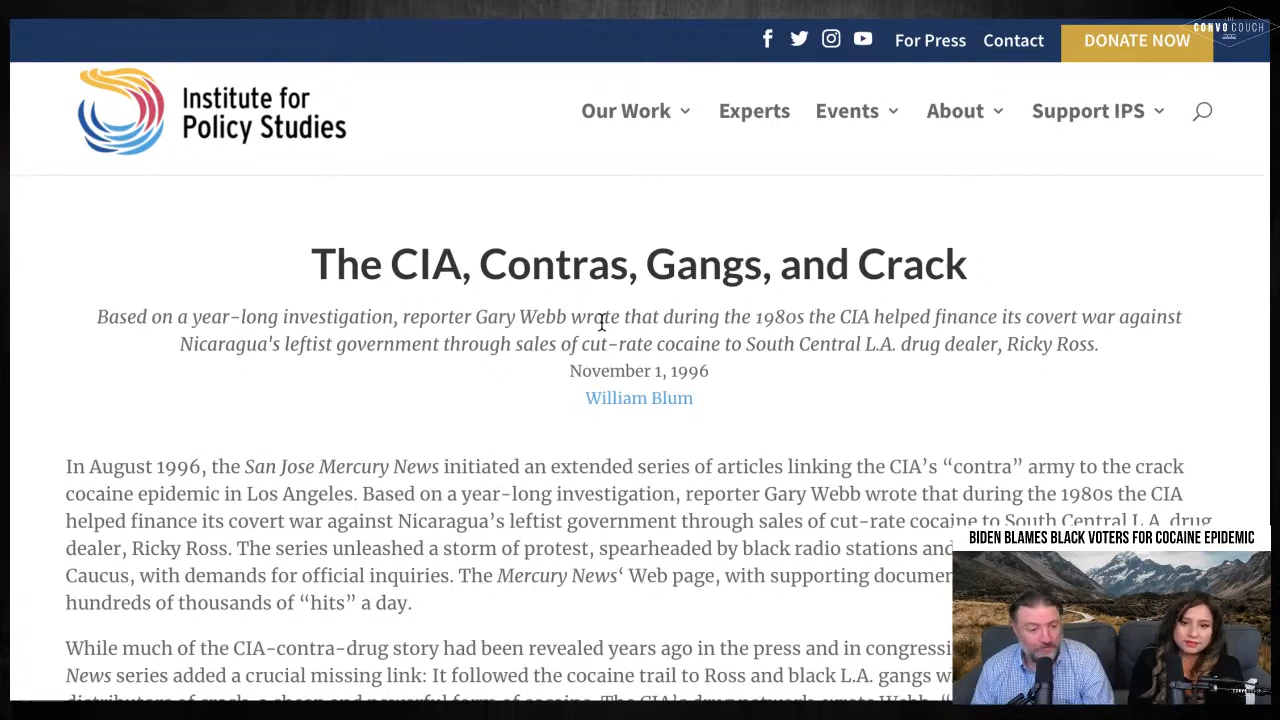 CONVO COUCH
For Press
Contact
DONATE NOW
Institute for
Policy Studies
Our Work
Experts
Events
About
Support IPS
The CIA, Contras, Gangs, and Crack
Based on a year-long investigation, reporter Gary Webb wrote that during the 1980s the CIA helped finance its covert war against
Nicaragua's leftist government through sales of cut-rate cocaine to South Central L.A. drug dealer, Ricky Ross.
November 1, 1996
William Blum
In August 1996, the San Jose Mercury News initiated an extended series of articles linking the CIA’s “contra” army to the crack
cocaine epidemic in Los Angeles. Based on a year-long investigation, reporter Gary Webb wrote that during the 1980s the CIA
helped finance its covert war against Nicaragua’s leftist government through sales of cut-rate cocaine to South Central L.A. drug
dealer, Ricky Ross. The series unleashed a storm of protest, spearheaded by black radio stations and
Caucus, with demands for official inquiries. The Mercury News‘ Web page, with supporting
hundreds of thousands of “hits” a day.
While much of the CIA-contra-drug story had been revealed years ago in the press and in
News series added a crucial missing link: It followed the cocaine trail to Ross and black L.A. gangs
BIDEN BLAMES BLACK VOTERS FOR COCAINE EPIDEMIC